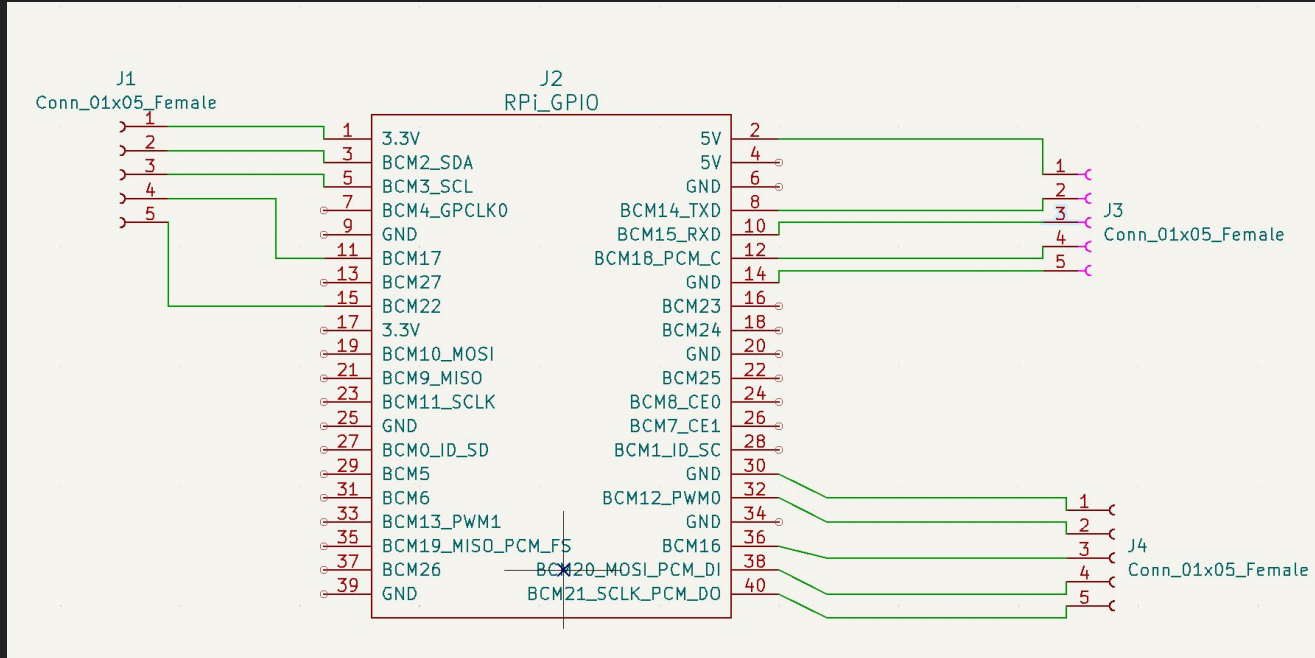 J1
Conn_01x05_Female
1
2
3
4
5
J2
RPi_GPIO
1 3.3V 5V 2
3 BCM2_SDA 5V 4
5 BCM3_SCL GND 6
7 BCM4_GPCLK0 BCM14_TXD 8
9 GND BCM15_RXD 10
11 BCM17 BCM18_PCM_C 12
13 BCM27 GND 14
15 BCM22 BCM23 16
17 3.3V BCM24 18
19 BCM10_MOSI GND 20
21 BCM9_MISO BCM25 22
23 BCM11_SCLK BCM8_CE0 24
25 GND BCM7_CE1 26
27 BCM0_ID_SD BCM1_ID_SC 28
29 BCM5 GND 30
31 BCM6 BCM12_PWM0 32
33 BCM13_PWM1 GND 34
35 BCM19_MISO_PCM_FS BCM16 36
37 BCM26 BCM20_MOSI_PCM_DI 38
39 GND BCM21_SCLK_PCM_DO 40
1
2
3
4
5
J3
Conn_01x05_Female
1
2
3
4
5
J4
Conn_01x05_Female